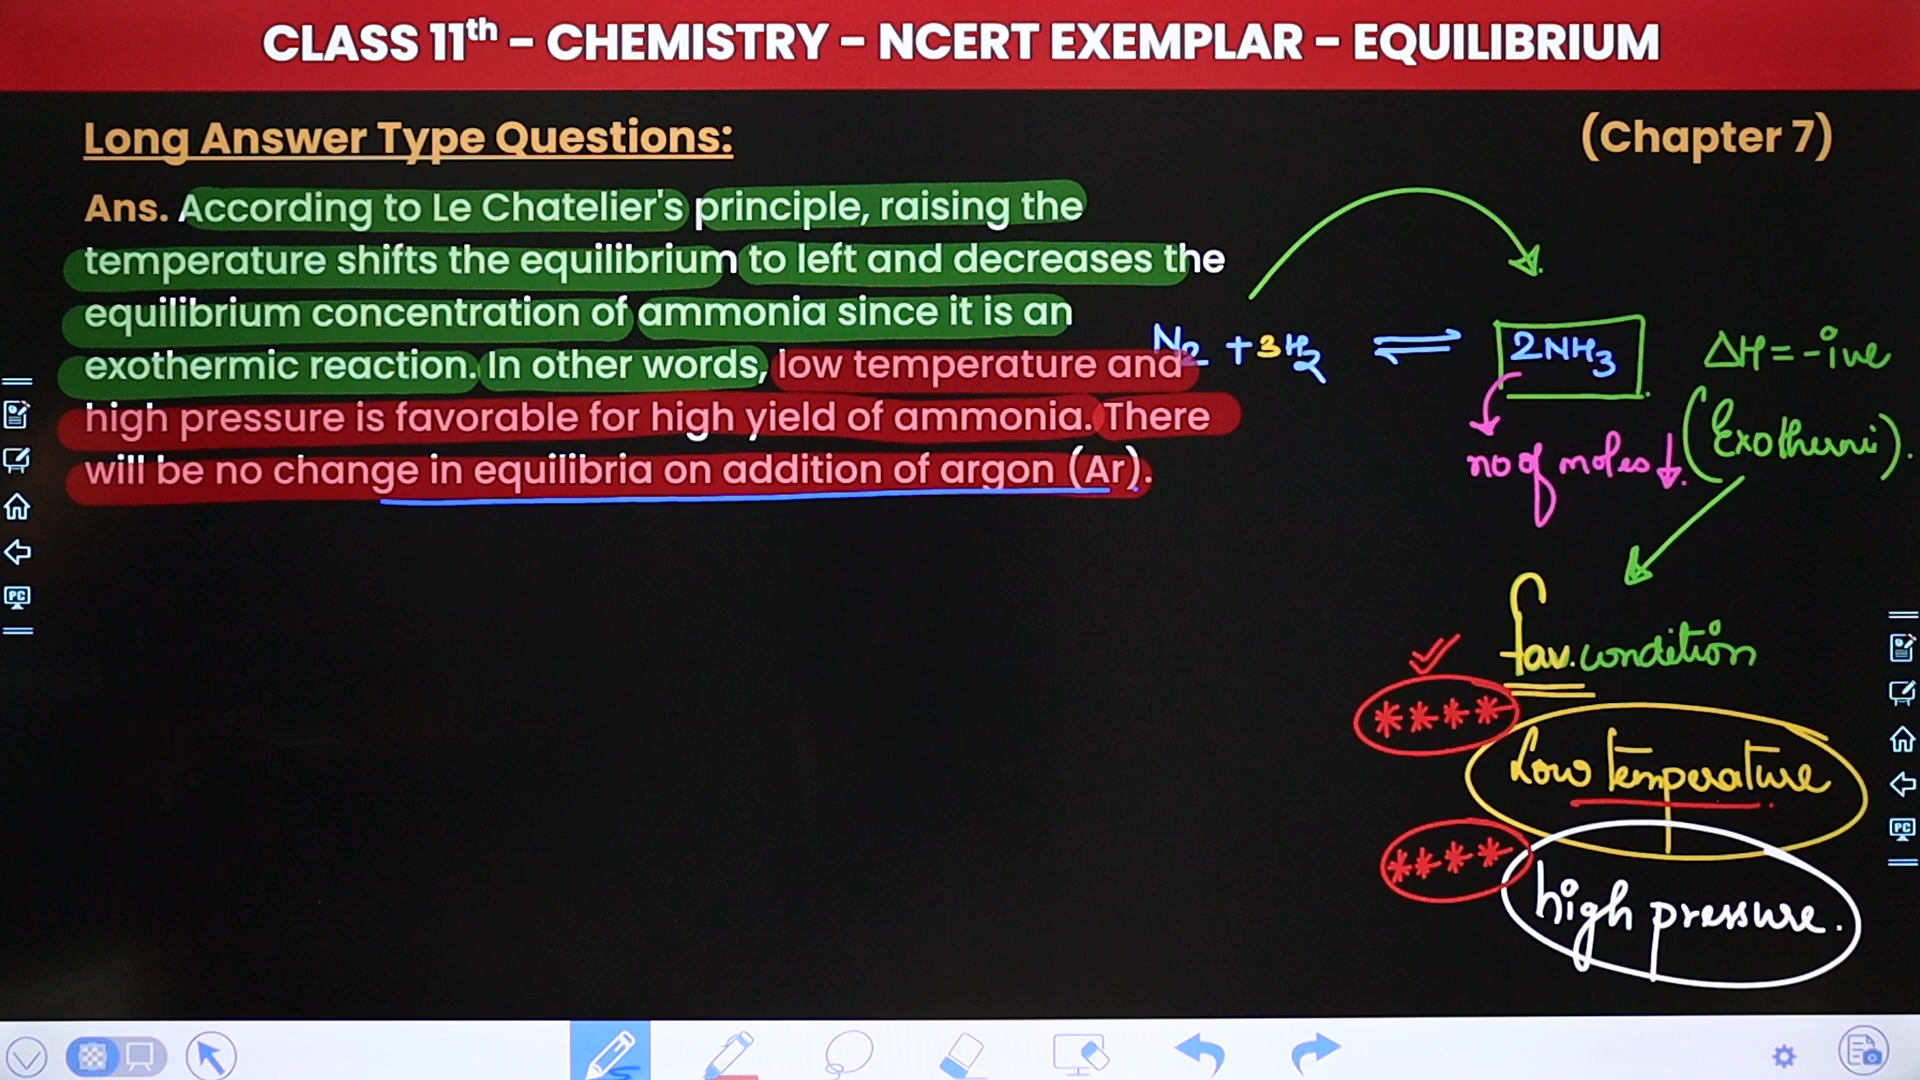 CLASS 11th - CHEMISTRY - NCERT EXEMPLAR - EQUILIBRIUM
Long Answer Type Questions:
(Chapter 7)
Ans. According to Le Chatelier's principle, raising the
temperature shifts the equilibrium to left and decreases the
equilibrium concentration of ammonia since it is an
exothermic reaction. In other words, low temperature and
high pressure is favorable for high yield of ammonia. There
will be no change in equilibria on addition of argon (Ar).
N2 + 3H2 ⇌ 2NH3 ΔH = -ive
(Exothermi).
no of moles ↓.
fav. condition
**** Low temperature
**** high pressure.
PC
PC